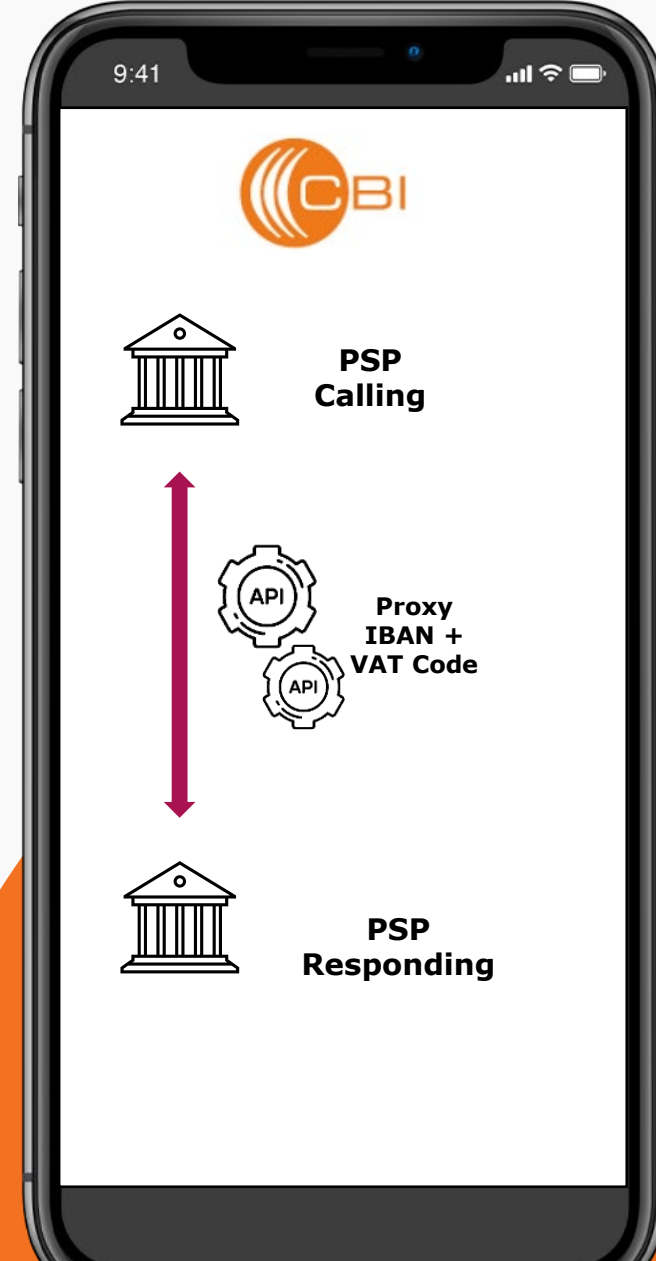 9:41
CBI
PSP
Calling
API
Proxy
IBAN +
VAT Code
API
PSP
Responding